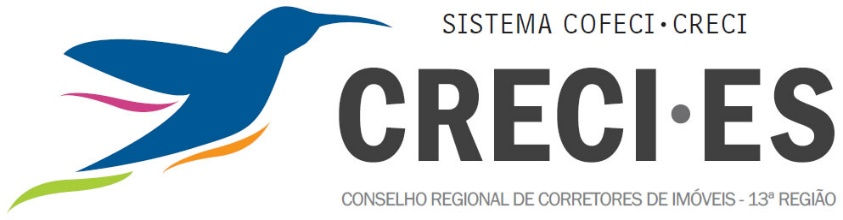 SISTEMA COFECI•CRECI
CRECI•ES
CONSELHO REGIONAL DE CORRETORES DE IMÓVEIS - 13ª REGIÃO